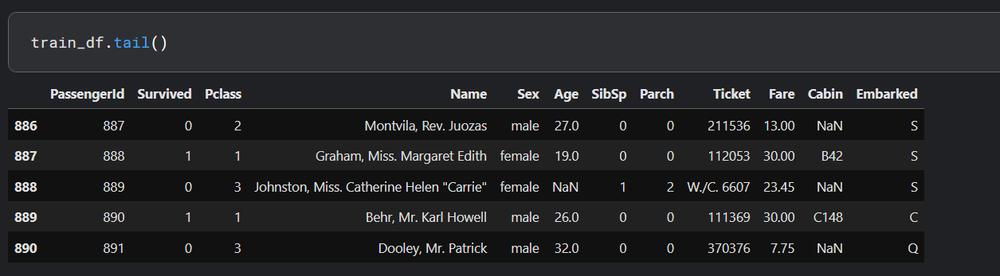 train_df.tail()
PassengerId Survived Pclass Name Sex Age SibSp Parch Ticket Fare Cabin Embarked
886 887 0 2 Montvila, Rev. Juozas male 27.0 0 0 211536 13.00 NaN S
887 888 1 1 Graham, Miss. Margaret Edith female 19.0 0 0 112053 30.00 B42 S
888 889 0 3 Johnston, Miss. Catherine Helen "Carrie" female NaN 1 2 W./C. 6607 23.45 NaN S
889 890 1 1 Behr, Mr. Karl Howell male 26.0 0 0 111369 30.00 C148 C
890 891 0 3 Dooley, Mr. Patrick male 32.0 0 0 370376 7.75 NaN Q